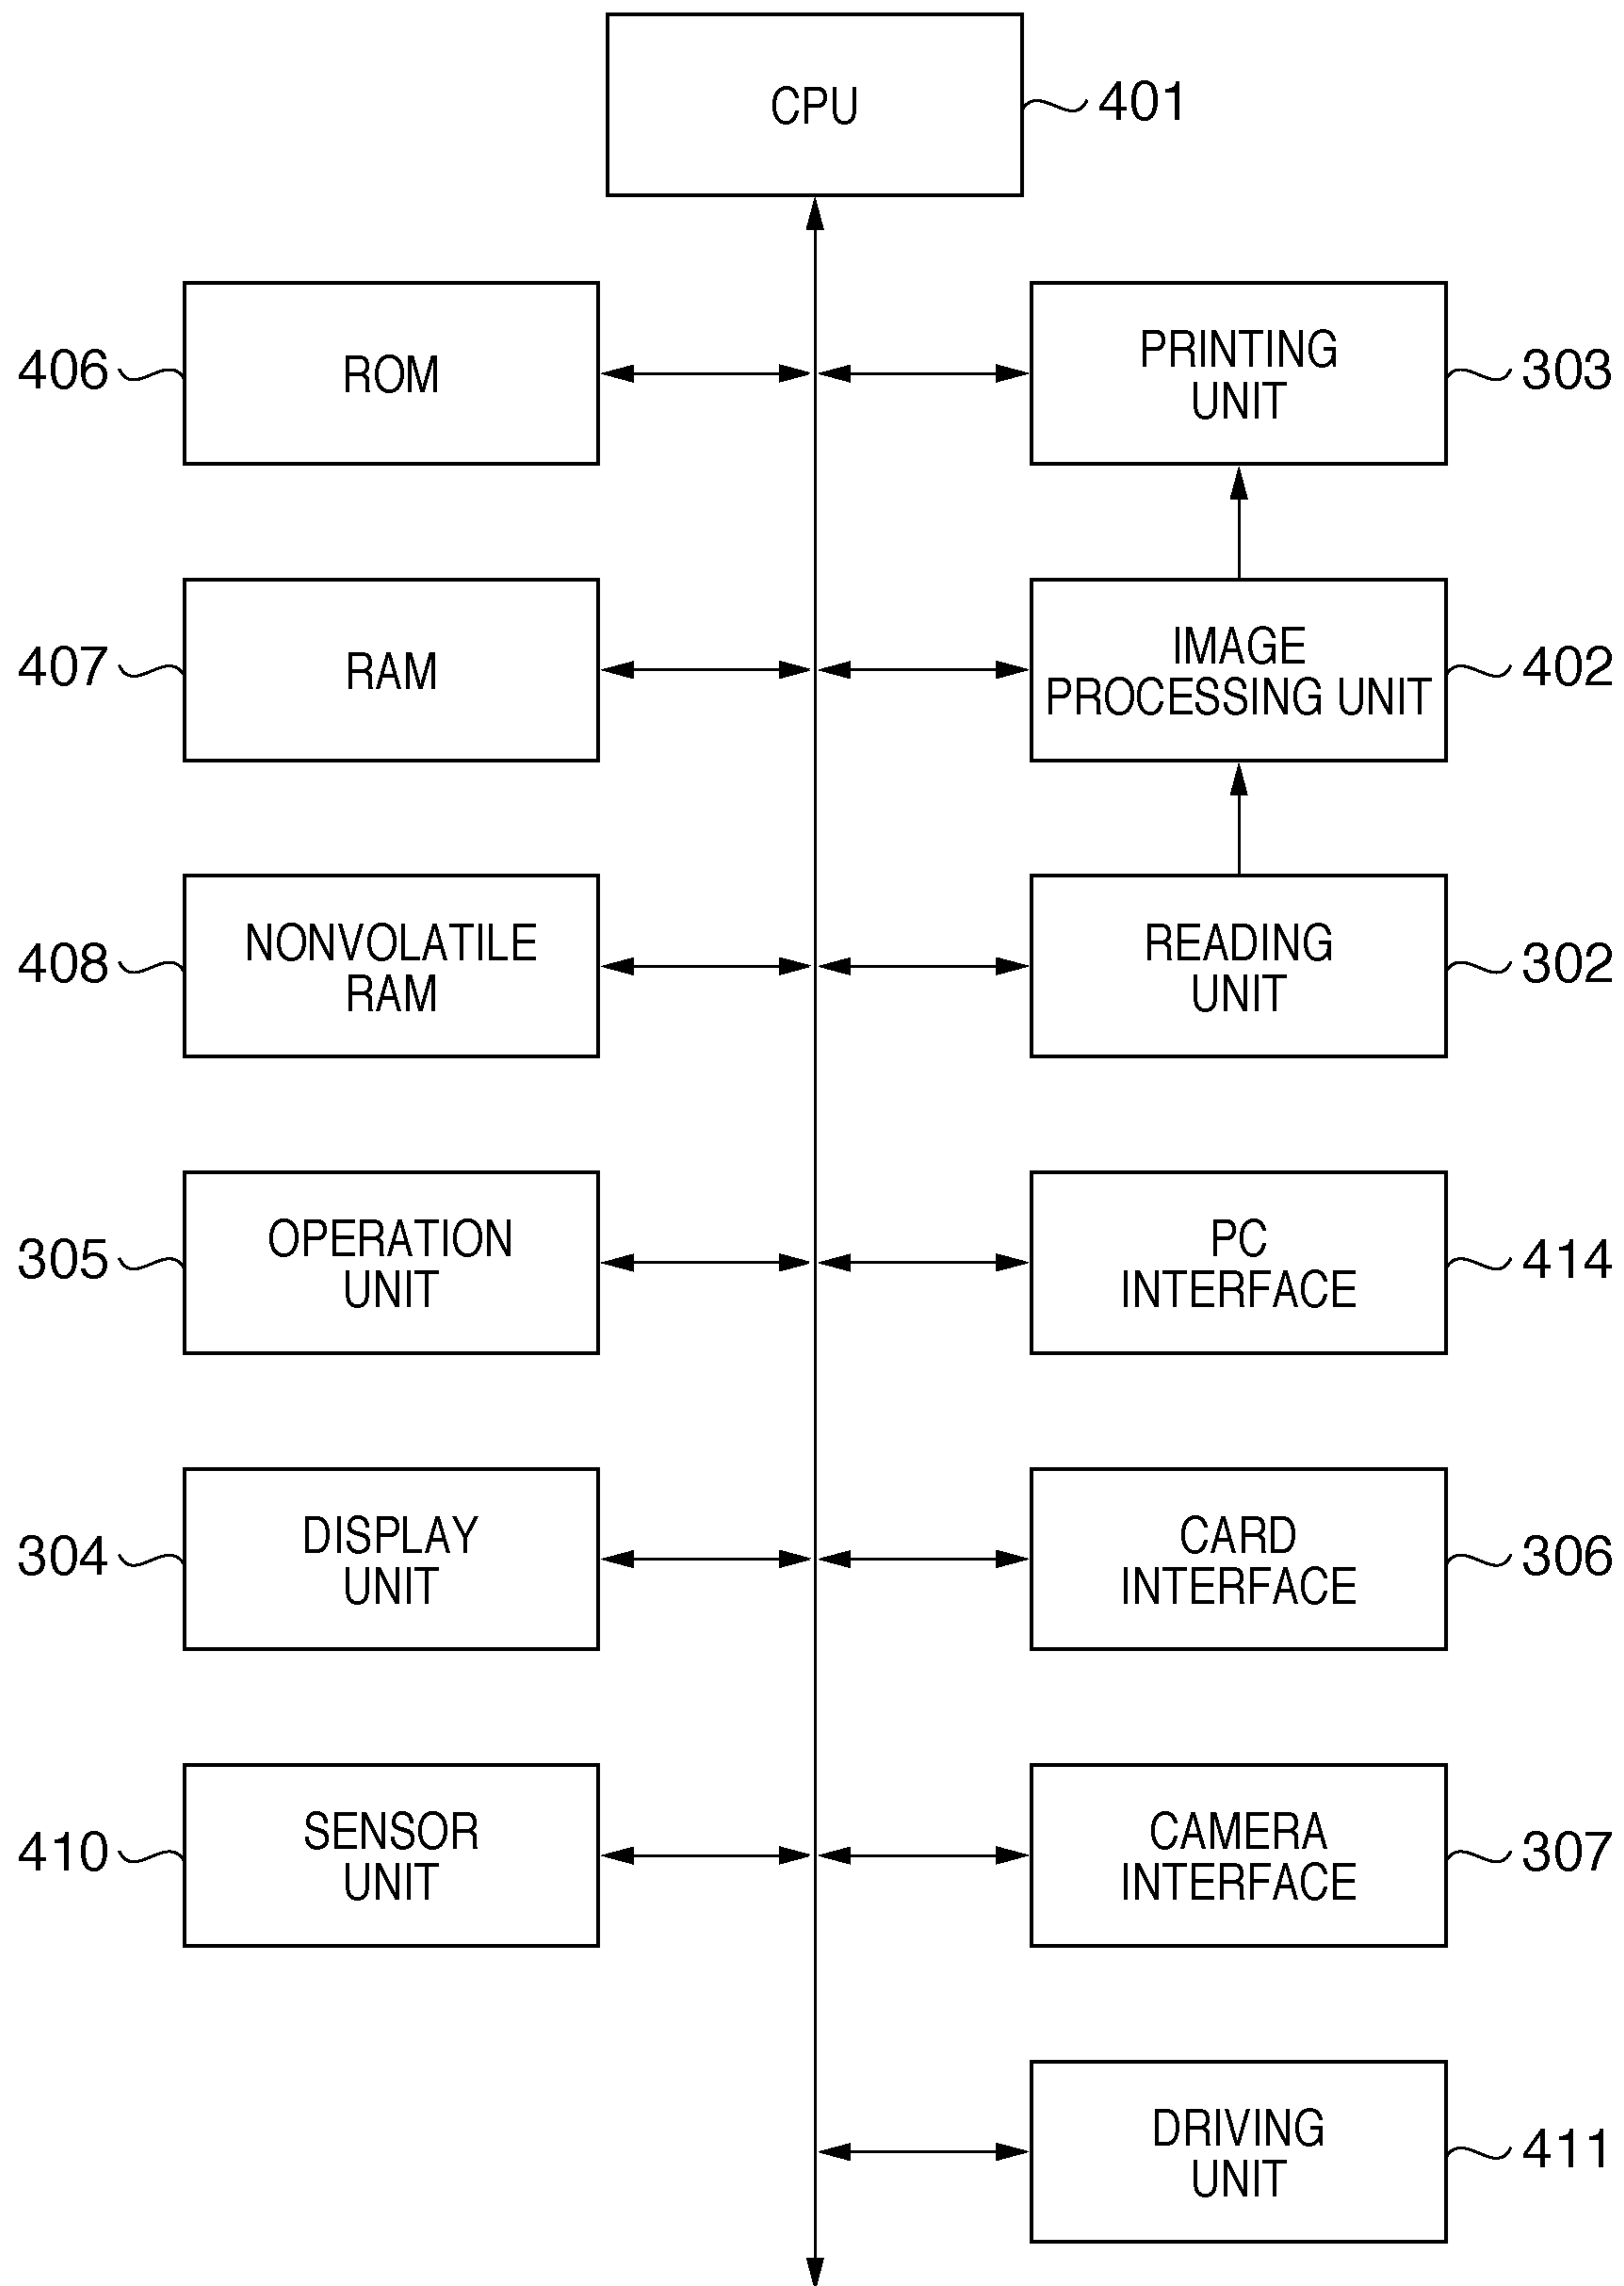 CPU
401
406
ROM
PRINTING
UNIT
303
407
RAM
IMAGE
PROCESSING UNIT
402
408
NONVOLATILE
RAM
READING
UNIT
302
305
OPERATION
UNIT
PC
INTERFACE
414
304
DISPLAY
UNIT
CARD
INTERFACE
306
410
SENSOR
UNIT
CAMERA
INTERFACE
307
DRIVING
UNIT
411